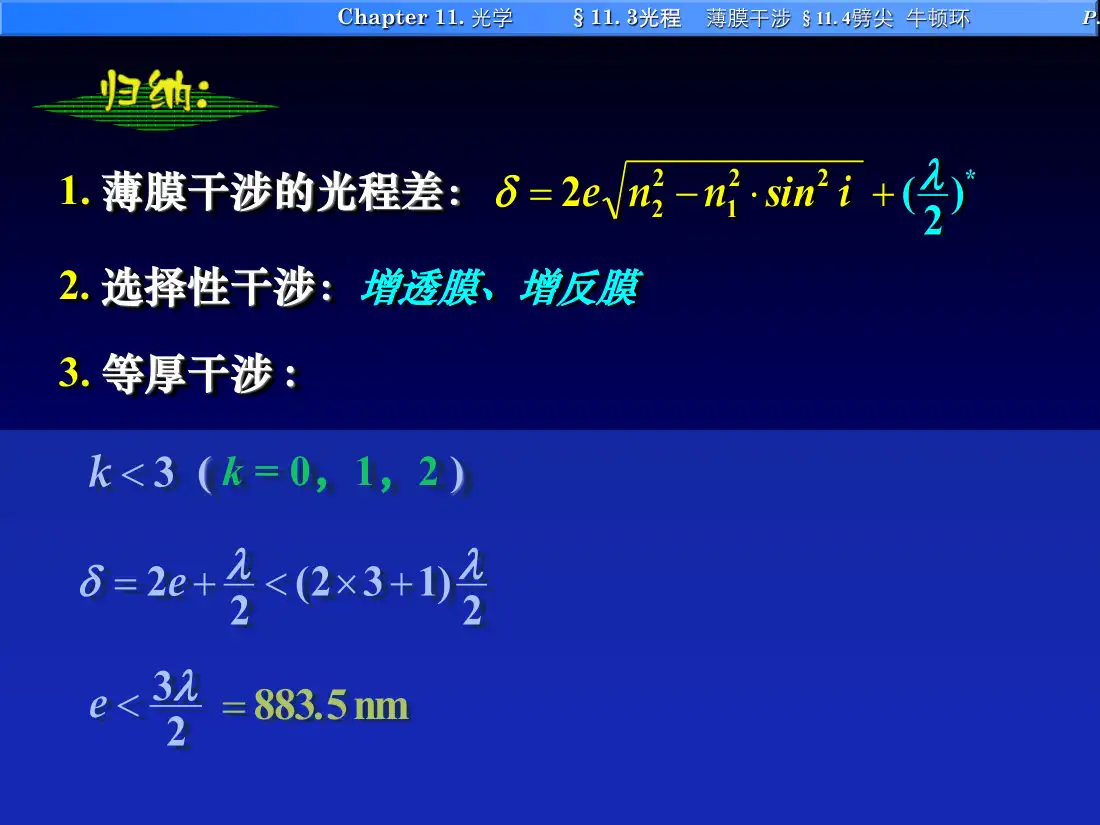 Chapter 11. 光学 §11. 3光程 薄膜干涉 §11. 4劈尖 牛顿环 P.
归纳：
1. 薄膜干涉的光程差： δ = 2e√(n₂² − n₁² · sin² i) + (λ/2)*
2. 选择性干涉： 增透膜、增反膜
3. 等厚干涉：
k < 3 ( k = 0， 1， 2 )
δ = 2e + λ/2 < (2 × 3 + 1) λ/2
e < 3λ/2 = 883.5 nm